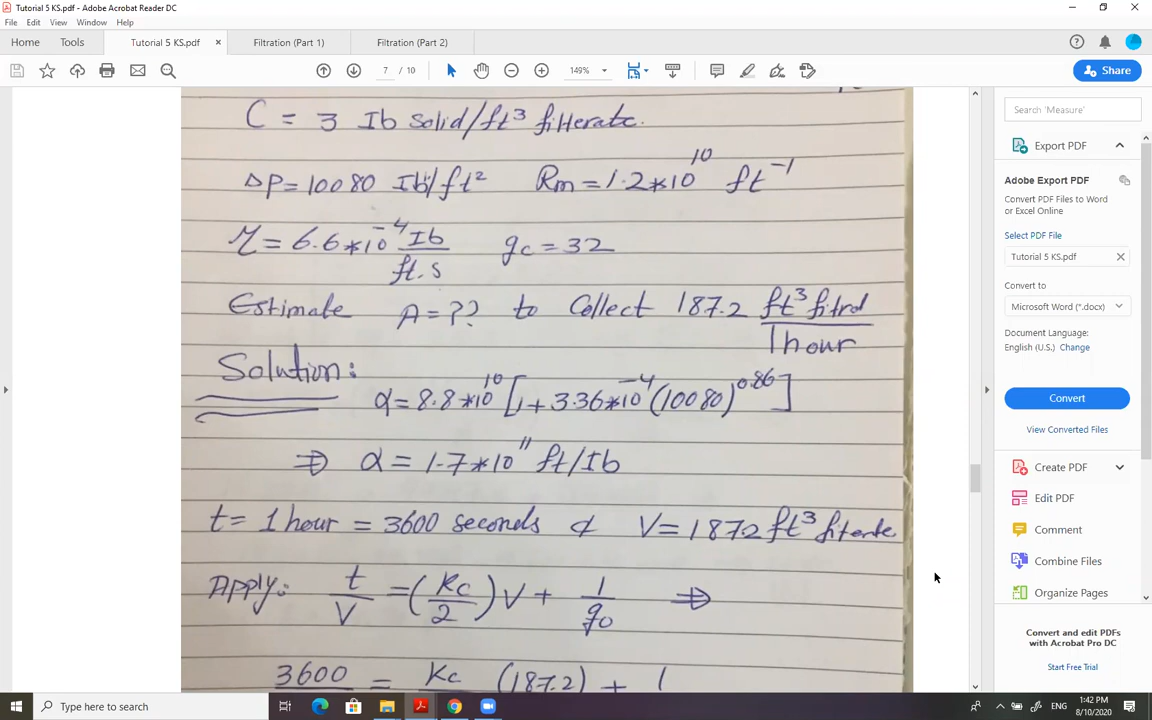 Tutorial 5 KS.pdf - Adobe Acrobat Reader DC
File Edit View Window Help
Home Tools Tutorial 5 KS.pdf × Filtration (Part 1) Filtration (Part 2)
7 / 10 149% Share
C = 3 Ib solid/ft³ filterate.
ΔP = 10080 Ib/ft² Rm = 1.2*10^10 ft^-1
μ = 6.6*10^-4 Ib/ft.s gc = 32
Estimate A = ?? to Collect 187.2 ft³ filtrd/1hour
Solution:
α = 8.8*10^10 [1 + 3.36*10^-4 (10080)^0.86]
⇒ α = 1.7*10^11 ft/Ib
t = 1 hour = 3600 seconds & V = 187.2 ft³ fiterate.
Apply: t/V = (Kc/2) V + 1/q₀ ⇒
3600 = Kc (187.2) + 1
Search 'Measure'
Export PDF
Adobe Export PDF
Convert PDF Files to Word
or Excel Online
Select PDF File
Tutorial 5 KS.pdf ×
Convert to
Microsoft Word (*.docx)
Document Language:
English (U.S.) Change
Convert
View Converted Files
Create PDF
Edit PDF
Comment
Combine Files
Organize Pages
Convert and edit PDFs
with Acrobat Pro DC
Start Free Trial
Type here to search
ENG
1:42 PM
8/10/2020